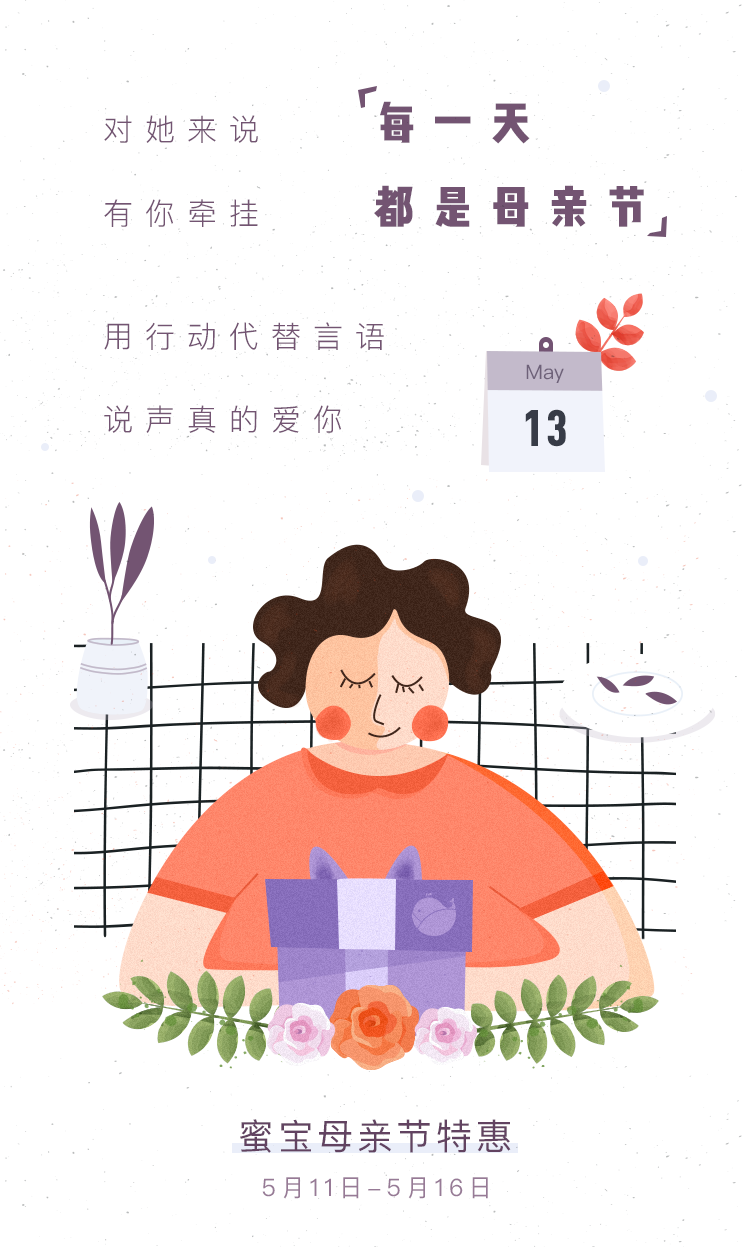 对她来说
「每一天
有你牵挂
都是母亲节」
用行动代替言语
说声真的爱你
May
13
蜜宝母亲节特惠
5月11日–5月16日